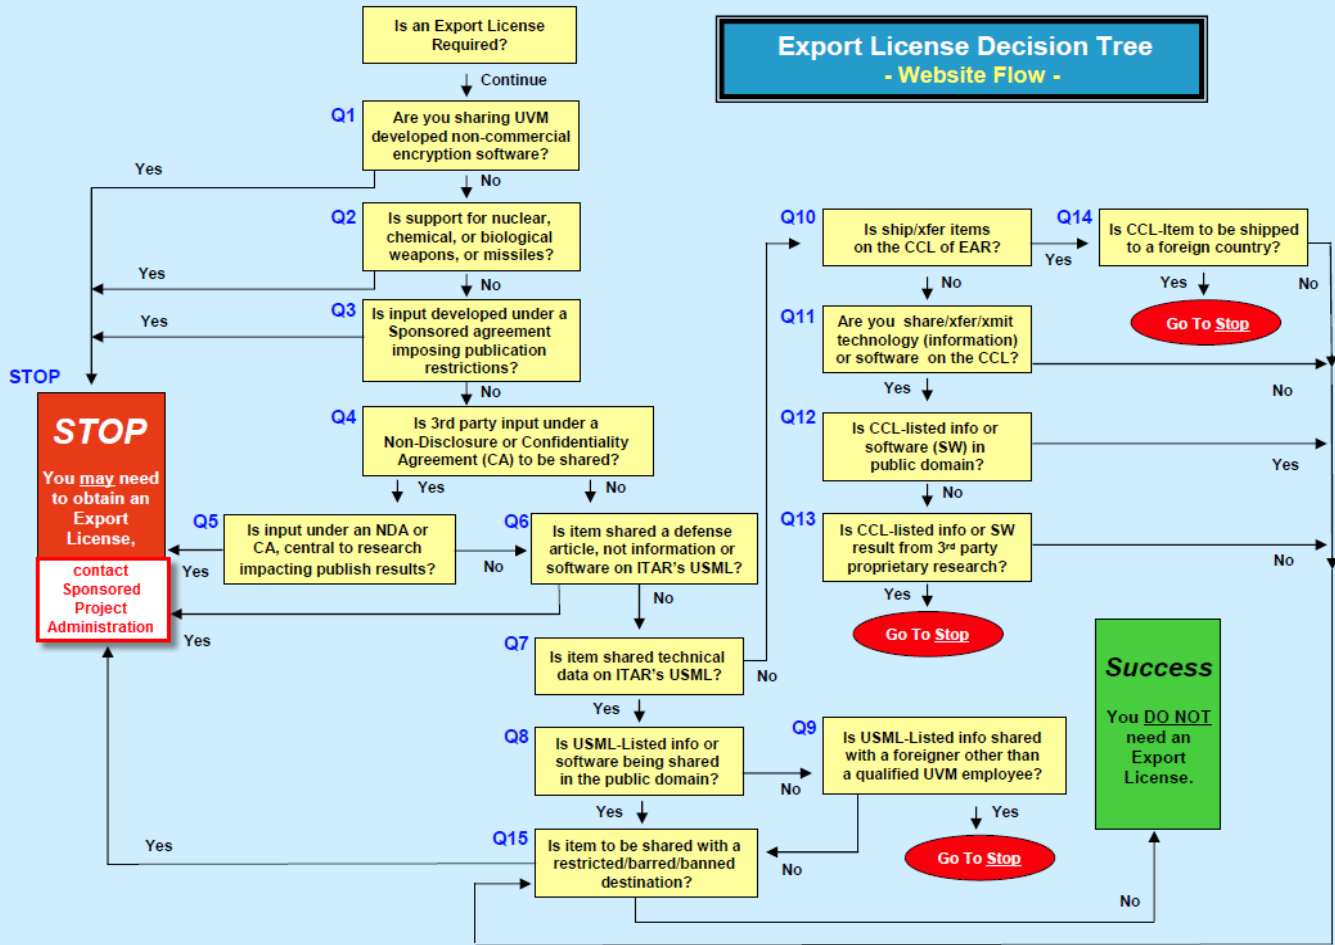 Is an Export License
Required?
Export License Decision Tree
- Website Flow -
Continue
Q1
Are you sharing UVM
developed non-commercial
encryption software?
Yes
No
Q2
Is support for nuclear,
chemical, or biological
weapons, or missiles?
Yes
No
Q3
Is input developed under a
Sponsored agreement
imposing publication
restrictions?
Yes
No
Q4
Is 3rd party input under a
Non-Disclosure or Confidentiality
Agreement (CA) to be shared?
Yes
No
STOP
STOP
You may need
to obtain an
Export
License,
contact
Sponsored
Project
Administration
Q5
Is input under an NDA or
CA, central to research
impacting publish results?
Yes
No
Q6
Is item shared a defense
article, not information or
software on ITAR's USML?
Yes
No
Q7
Is item shared technical
data on ITAR's USML?
No
Yes
Q8
Is USML-Listed info or
software being shared
in the public domain?
No
Yes
Q9
Is USML-Listed info shared
with a foreigner other than
a qualified UVM employee?
Yes
No
Go To Stop
Q15
Is item to be shared with a
restricted/barred/banned
destination?
Yes
No
Q10
Is ship/xfer items
on the CCL of EAR?
Yes
No
Q14
Is CCL-Item to be shipped
to a foreign country?
Yes
No
Go To Stop
Q11
Are you share/xfer/xmit
technology (information)
or software on the CCL?
No
Yes
Q12
Is CCL-listed info or
software (SW) in
public domain?
Yes
No
Q13
Is CCL-listed info or SW
result from 3rd party
proprietary research?
No
Yes
Go To Stop
Success
You DO NOT
need an
Export
License.